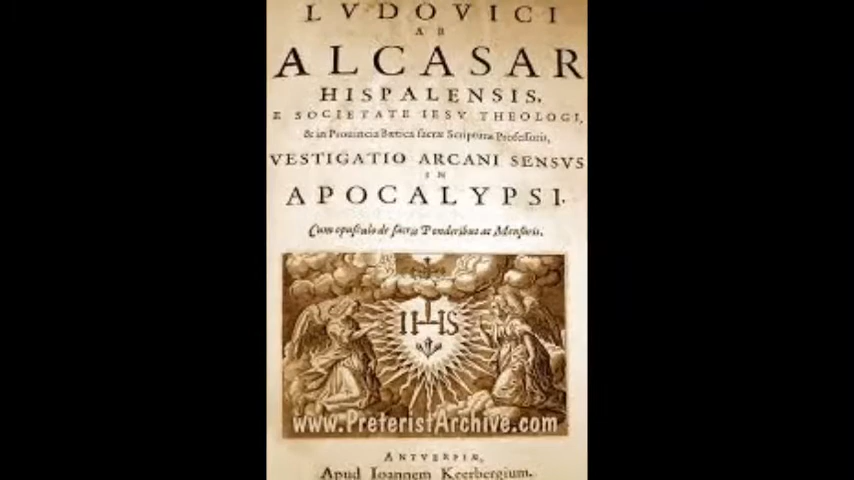 LVDOVICI
AB
ALCASAR
HISPALENSIS,
E SOCIETATE IESV THEOLOGI,
& in Prouincia Bætica sacræ Scripturæ Professoris,
VESTIGATIO ARCANI SENSVS
IN
APOCALYPSI.
Cum opusculo de sacris Ponderibus ac Mensuris.
IHS
www.PreteristArchive.com
ANTVERPIÆ,
Apud Ioannem Keerbergium.